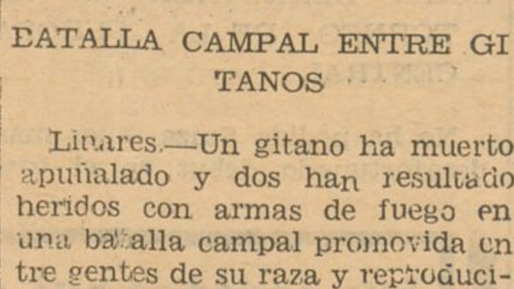 BATALLA CAMPAL ENTRE GI
TANOS
Linares.—Un gitano ha muerto
apuñalado y dos han resultado
heridos con armas de fuego en
una batalla campal promovida en
tre gentes de su raza y reproduci-